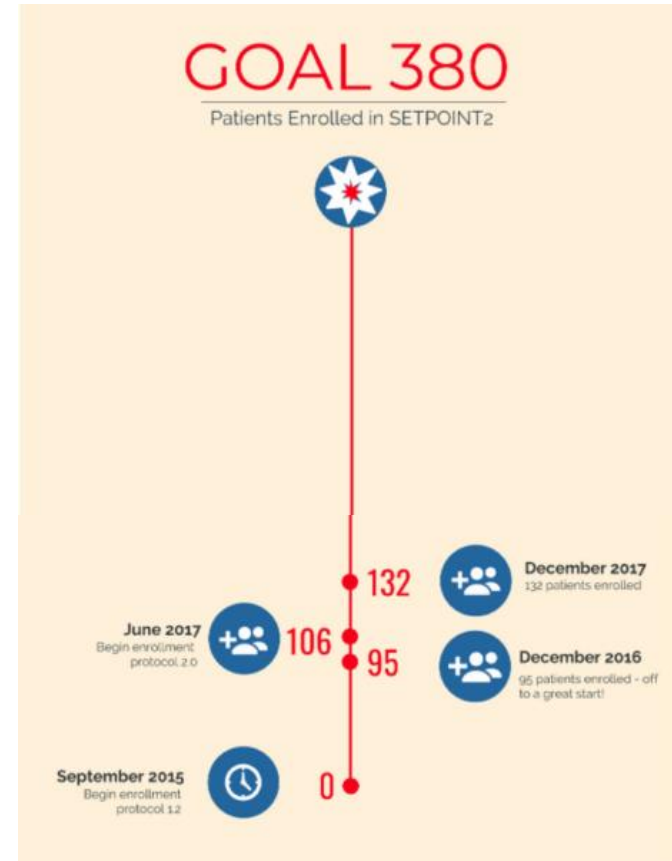 GOAL 380
Patients Enrolled in SETPOINT2
132
December 2017
132 patients enrolled
June 2017
Begin enrollment
protocol 2.0
106
95
December 2016
95 patients enrolled - off
to a great start!
September 2015
Begin enrollment
protocol 1.2
0